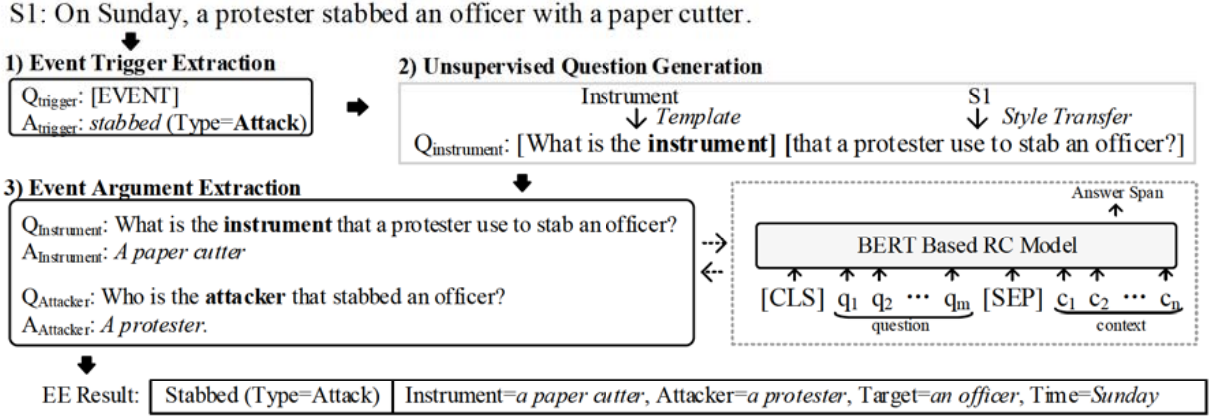 S1: On Sunday, a protester stabbed an officer with a paper cutter.
1) Event Trigger Extraction
Qtrigger: [EVENT]
Atrigger: stabbed (Type=Attack)
2) Unsupervised Question Generation
Instrument S1
Template Style Transfer
Qinstrument: [What is the instrument] [that a protester use to stab an officer?]
3) Event Argument Extraction
QInstrument: What is the instrument that a protester use to stab an officer?
AInstrument: A paper cutter
QAttacker: Who is the attacker that stabbed an officer?
AAttacker: A protester.
Answer Span
BERT Based RC Model
[CLS] q1 q2 ··· qm [SEP] c1 c2 ··· cn
question context
EE Result: Stabbed (Type=Attack) Instrument=a paper cutter, Attacker=a protester, Target=an officer, Time=Sunday